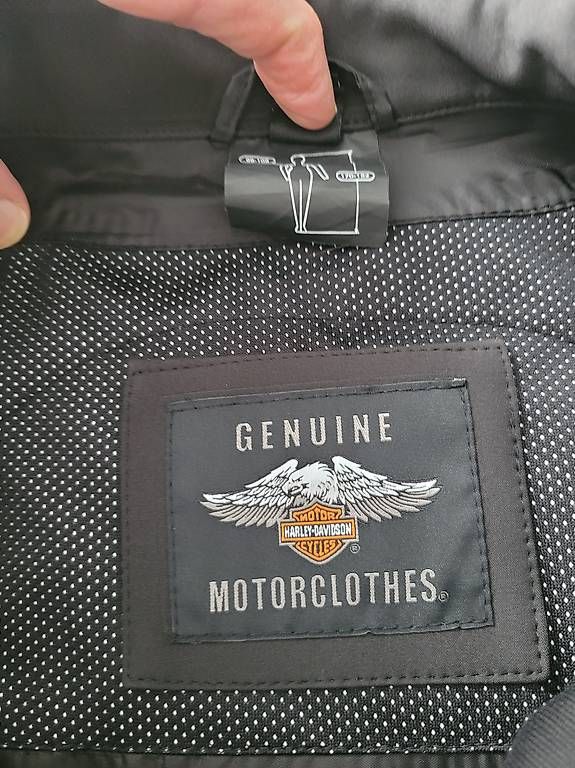 GENUINE
MOTOR
HARLEY-DAVIDSON
CYCLES
®
MOTORCLOTHES®